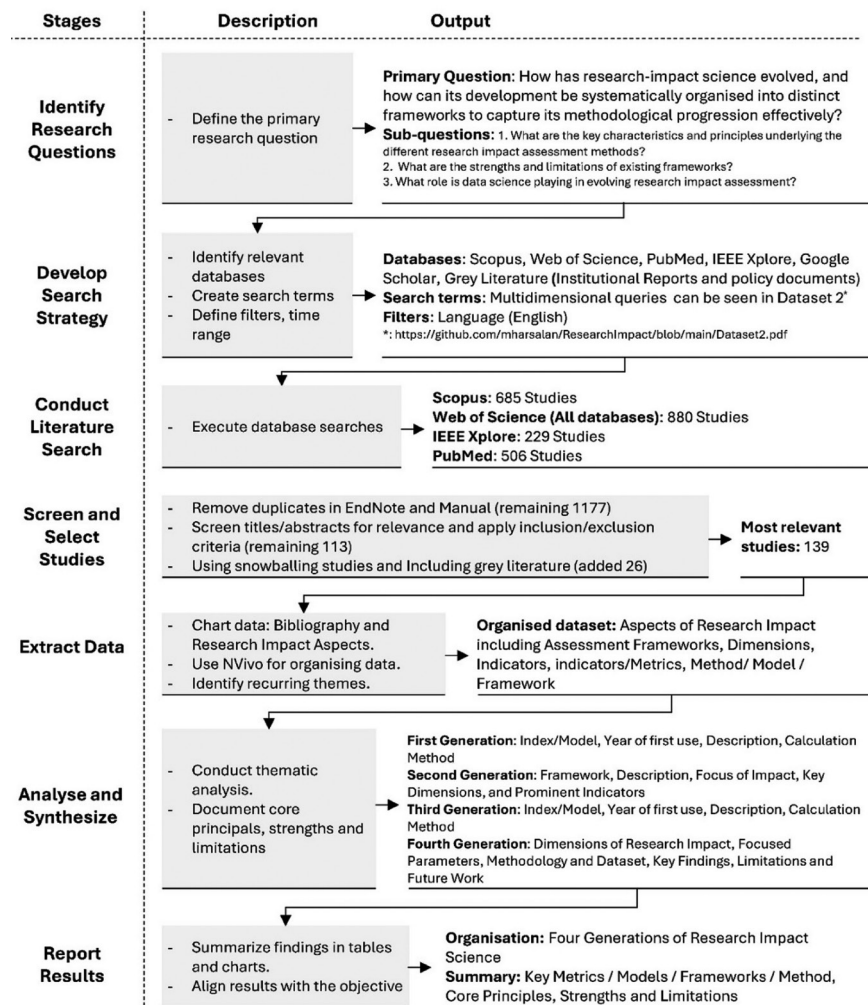 Stages
Description
Output
Identify
Research
Questions
- Define the primary
research question
Primary Question: How has research-impact science evolved, and
how can its development be systematically organised into distinct
frameworks to capture its methodological progression effectively?
Sub-questions: 1. What are the key characteristics and principles underlying
the different research impact assessment methods?
2. What are the strengths and limitations of existing frameworks?
3. What role is data science playing in evolving research impact assessment?
Develop
Search
Strategy
- Identify relevant
databases
- Create search terms
- Define filters, time
range
Databases: Scopus, Web of Science, PubMed, IEEE Xplore, Google
Scholar, Grey Literature (Institutional Reports and policy documents)
Search terms: Multidimensional queries can be seen in Dataset 2*
Filters: Language (English)
*: https://github.com/mharsalan/ResearchImpact/blob/main/Dataset2.pdf
Conduct
Literature
Search
- Execute database searches
Scopus: 685 Studies
Web of Science (All databases): 880 Studies
IEEE Xplore: 229 Studies
PubMed: 506 Studies
Screen and
Select
Studies
- Remove duplicates in EndNote and Manual (remaining 1177)
- Screen titles/abstracts for relevance and apply inclusion/exclusion
criteria (remaining 113)
- Using snowballing studies and Including grey literature (added 26)
Most relevant
studies: 139
Extract Data
- Chart data: Bibliography and
Research Impact Aspects.
- Use NVivo for organising data.
- Identify recurring themes.
Organised dataset: Aspects of Research Impact
including Assessment Frameworks, Dimensions,
Indicators, indicators/Metrics, Method/ Model /
Framework
Analyse and
Synthesize
- Conduct thematic
analysis.
- Document core
principals, strengths and
limitations
First Generation: Index/Model, Year of first use, Description, Calculation
Method
Second Generation: Framework, Description, Focus of Impact, Key
Dimensions, and Prominent Indicators
Third Generation: Index/Model, Year of first use, Description, Calculation
Method
Fourth Generation: Dimensions of Research Impact, Focused
Parameters, Methodology and Dataset, Key Findings, Limitations and
Future Work
Report
Results
- Summarize findings in tables
and charts.
- Align results with the objective
Organisation: Four Generations of Research Impact
Science
Summary: Key Metrics / Models / Frameworks / Method,
Core Principles, Strengths and Limitations